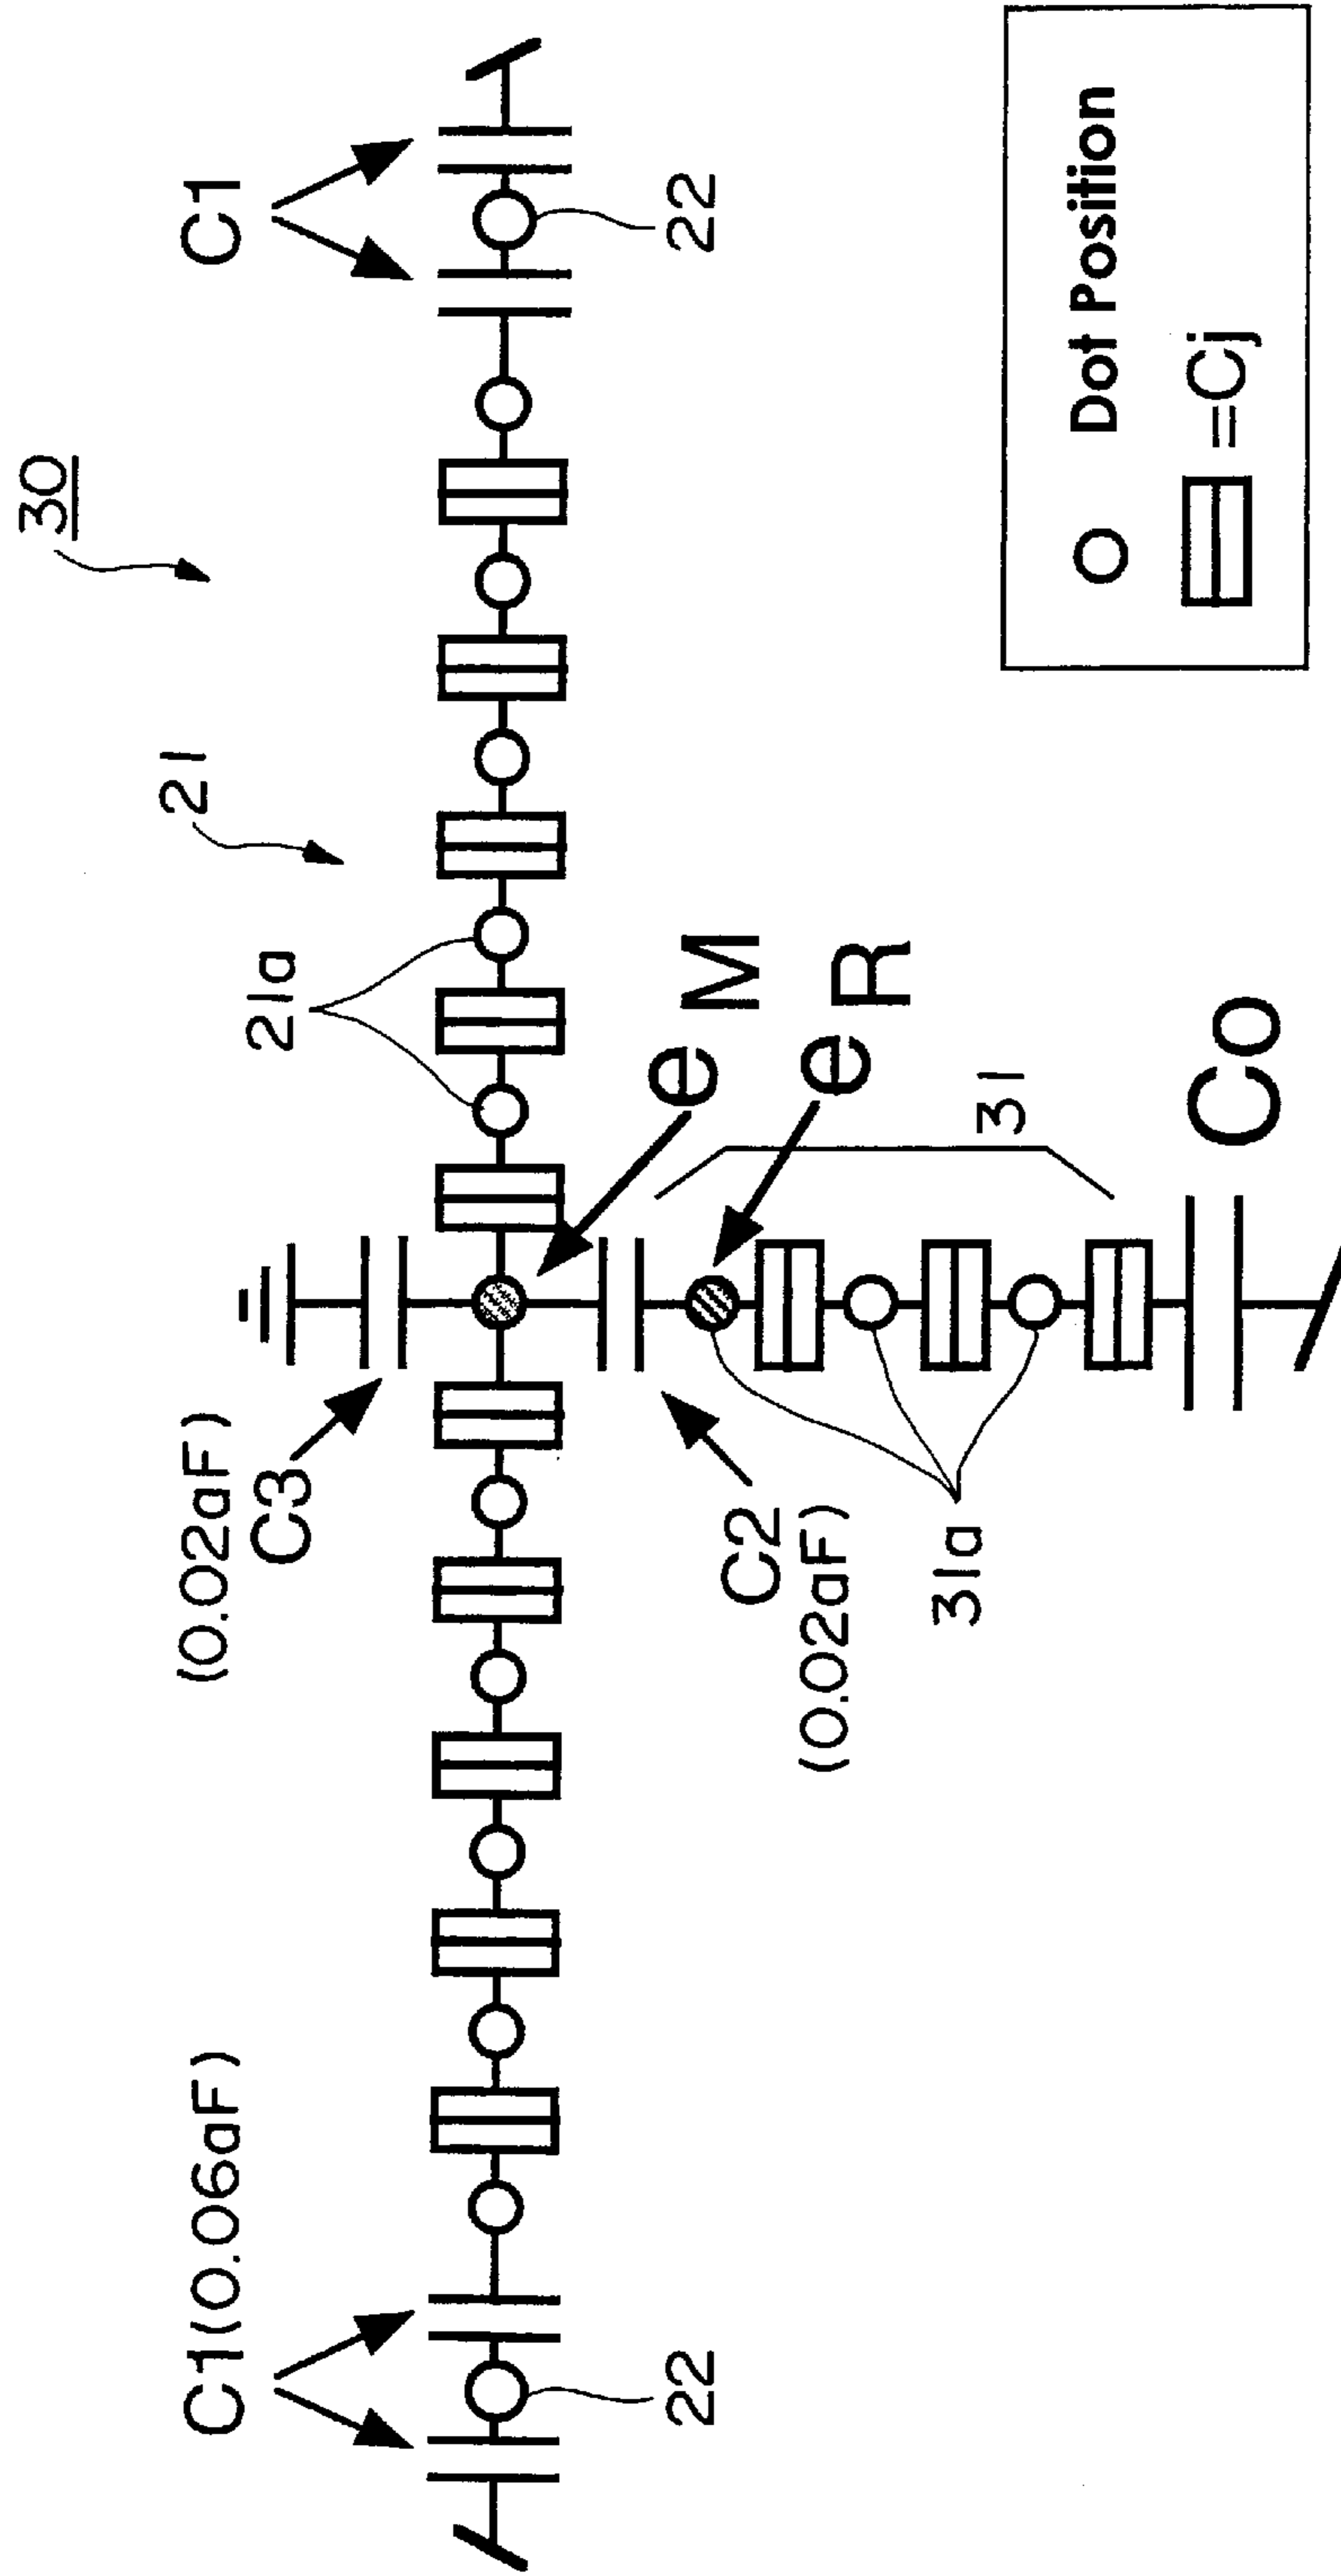 30
C1(0.06aF)
(0.02aF)
C3
21
21a
C1
22
22
e M
e R
C2
(0.02aF)
31a
31
Co
Dot Position
=Cj